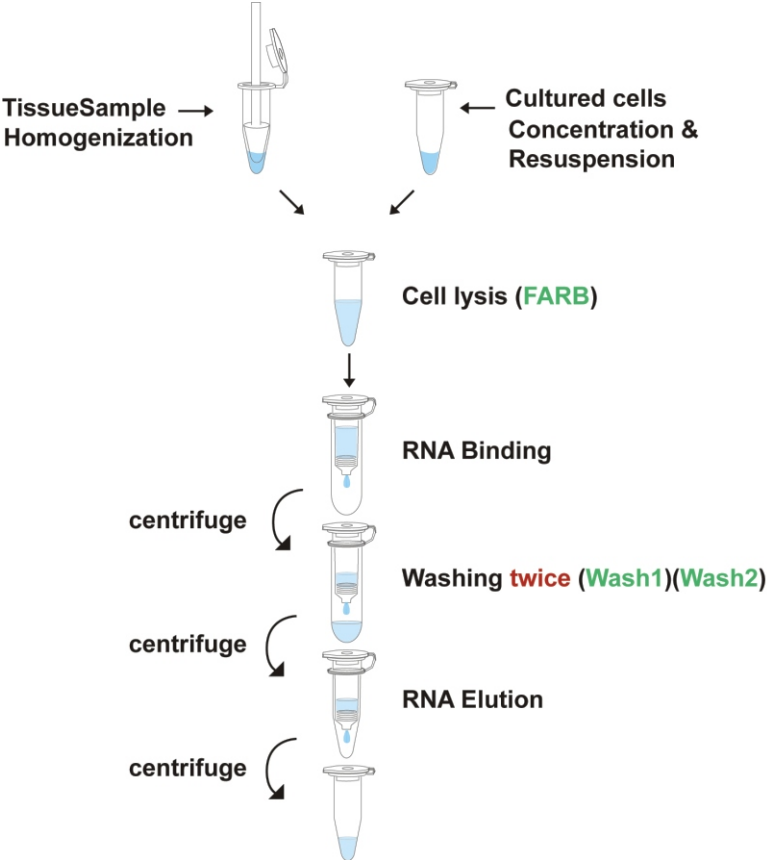 TissueSample
Homogenization
Cultured cells
Concentration &
Resuspension
Cell lysis (FARB)
RNA Binding
centrifuge
Washing twice (Wash1)(Wash2)
centrifuge
RNA Elution
centrifuge